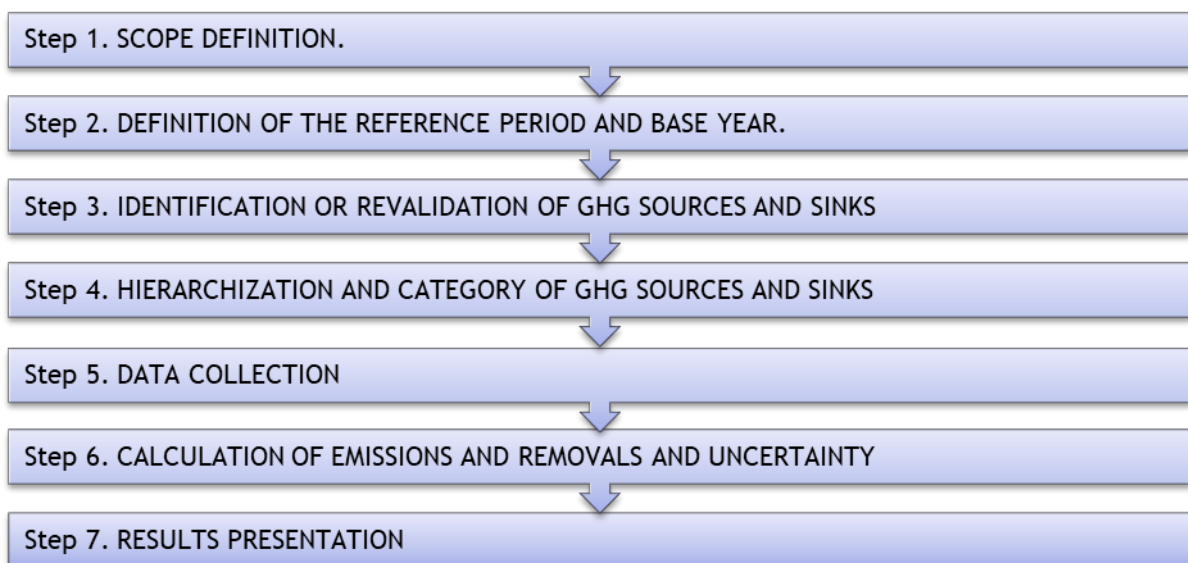 Step 1. SCOPE DEFINITION.
Step 2. DEFINITION OF THE REFERENCE PERIOD AND BASE YEAR.
Step 3. IDENTIFICATION OR REVALIDATION OF GHG SOURCES AND SINKS
Step 4. HIERARCHIZATION AND CATEGORY OF GHG SOURCES AND SINKS
Step 5. DATA COLLECTION
Step 6. CALCULATION OF EMISSIONS AND REMOVALS AND UNCERTAINTY
Step 7. RESULTS PRESENTATION